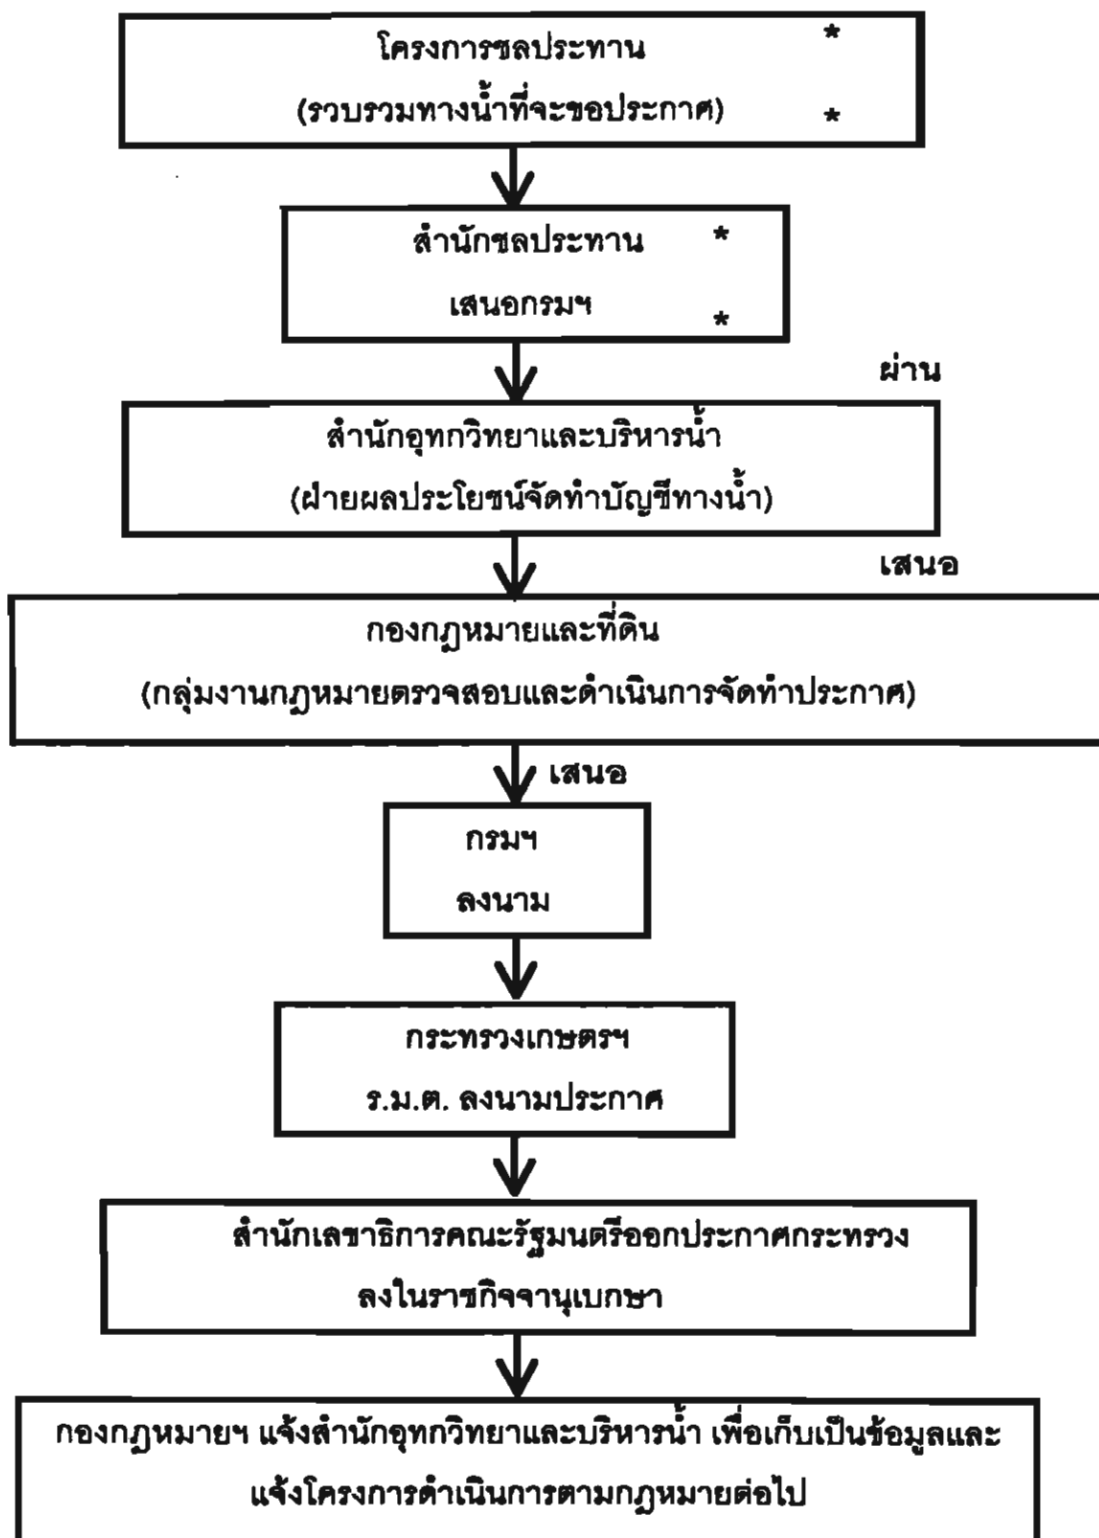 โครงการชลประทาน *
(รวบรวมทางน้ำที่จะขอประกาศ) *
สำนักชลประทาน *
เสนอกรมฯ *
ผ่าน
สำนักอุทกวิทยาและบริหารน้ำ
(ฝ่ายผลประโยชน์จัดทำบัญชีทางน้ำ)
เสนอ
กองกฎหมายและที่ดิน
(กลุ่มงานกฎหมายตรวจสอบและดำเนินการจัดทำประกาศ)
เสนอ
กรมฯ
ลงนาม
กระทรวงเกษตรฯ
ร.ม.ต. ลงนามประกาศ
สำนักเลขาธิการคณะรัฐมนตรีออกประกาศกระทรวง
ลงในราชกิจจานุเบกษา
กองกฎหมายฯ แจ้งสำนักอุทกวิทยาและบริหารน้ำ เพื่อเก็บเป็นข้อมูลและ
แจ้งโครงการดำเนินการตามกฎหมายต่อไป